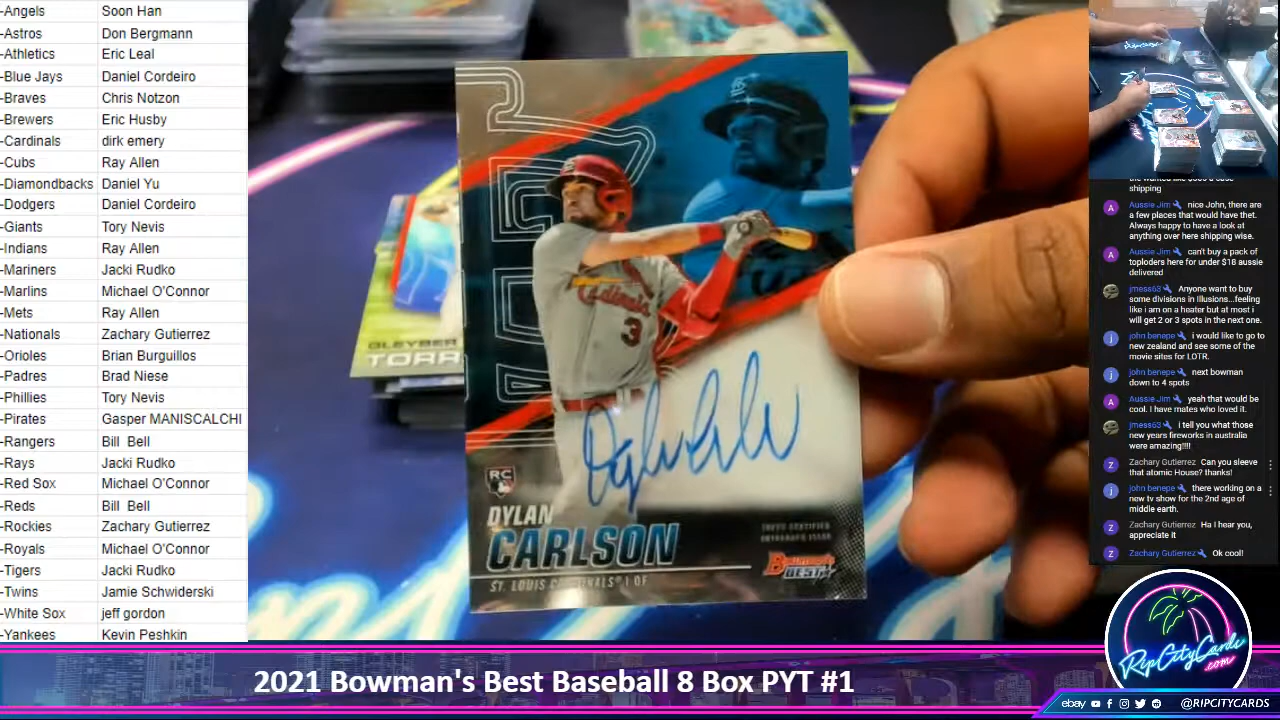 -Angels Soon Han
-Astros Don Bergmann
-Athletics Eric Leal
-Blue Jays Daniel Cordeiro
-Braves Chris Notzon
-Brewers Eric Husby
-Cardinals dirk emery
-Cubs Ray Allen
-Diamondbacks Daniel Yu
-Dodgers Daniel Cordeiro
-Giants Tory Nevis
-Indians Ray Allen
-Mariners Jacki Rudko
-Marlins Michael O'Connor
-Mets Ray Allen
-Nationals Zachary Gutierrez
-Orioles Brian Burguillos
-Padres Brad Niese
-Phillies Tory Nevis
-Pirates Gasper MANISCALCHI
-Rangers Bill Bell
-Rays Jacki Rudko
-Red Sox Michael O'Connor
-Reds Bill Bell
-Rockies Zachary Gutierrez
-Royals Michael O'Connor
-Tigers Jacki Rudko
-Twins Jamie Schwiderski
-White Sox jeff gordon
-Yankees Kevin Peshkin
GLEYBER
TORR
Cardinals
3
RC
DYLAN
CARLSON
ST. LOUIS CARDINALS | OF
TOPPS CERTIFIED
AUTOGRAPH ISSUE
BOWMAN'S
BEST
shipping
Aussie Jim nice John, there are
a few places that would have thet.
Always happy to have a look at
anything over here shipping wise.
Aussie Jim can't buy a pack of
toploders here for under $18 aussie
delivered
jmess63 Anyone want to buy
some divisions in Illusions...feeling
like i am on a heater but at most i
will get 2 or 3 spots in the next one.
john benepe i would like to go to
new zealand and see some of the
movie sites for LOTR.
john benepe next bowman
down to 4 spots
Aussie Jim yeah that would be
cool. I have mates who loved it.
jmess63 i tell you what those
new years fireworks in australia
were amazing!!!!
Zachary Gutierrez Can you sleeve
that atomic House? thanks!
john benepe there working on a
new tv show for the 2nd age of
middle earth.
Zachary Gutierrez Ha I hear you,
appreciate it
Zachary Gutierrez Ok cool!
RipCityCards
.com
2021 Bowman's Best Baseball 8 Box PYT #1
ebay @RIPCITYCARDS